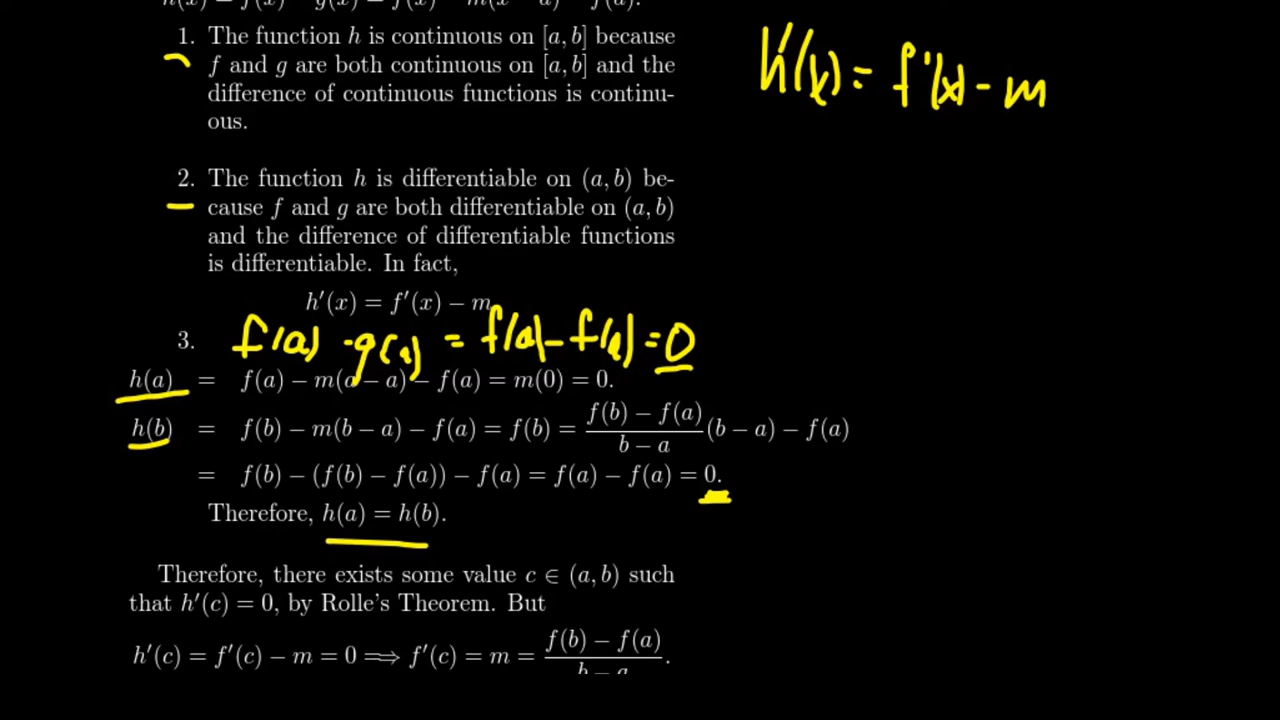 h(x) = f(x) − g(x) = f(x) − m(x − a) − f(a).
1. The function h is continuous on [a, b] because
f and g are both continuous on [a, b] and the
difference of continuous functions is continu-
ous.
h'(x) = f'(x) - m
2. The function h is differentiable on (a, b) be-
cause f and g are both differentiable on (a, b)
and the difference of differentiable functions
is differentiable. In fact,
h′(x) = f′(x) − m
3. f(a) - g(a) = f(a) - f(a) = 0
h(a) = f(a) − m(a − a) − f(a) = m(0) = 0.
h(b) = f(b) − m(b − a) − f(a) = f(b) = \frac{f(b) − f(a)}{b − a}(b − a) − f(a)
= f(b) − (f(b) − f(a)) − f(a) = f(a) − f(a) = 0.
Therefore, h(a) = h(b).
Therefore, there exists some value c ∈ (a, b) such
that h′(c) = 0, by Rolle's Theorem. But
h′(c) = f′(c) − m = 0 ⟹ f′(c) = m = \frac{f(b) − f(a)}{b − a}.